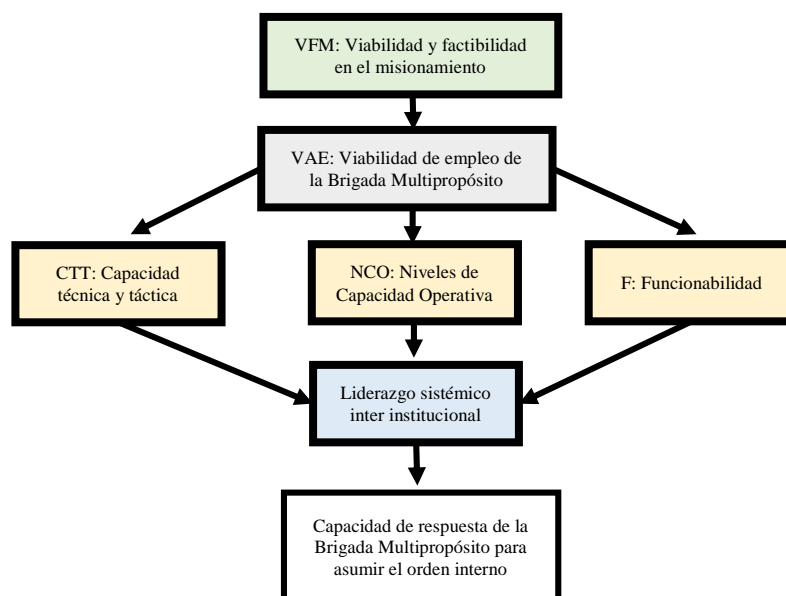 VFM: Viabilidad y factibilidad
en el misionamiento
VAE: Viabilidad de empleo de
la Brigada Multipropósito
CTT: Capacidad
técnica y táctica
NCO: Niveles de
Capacidad Operativa
F: Funcionabilidad
Liderazgo sistémico
inter institucional
Capacidad de respuesta de la
Brigada Multipropósito para
asumir el orden interno